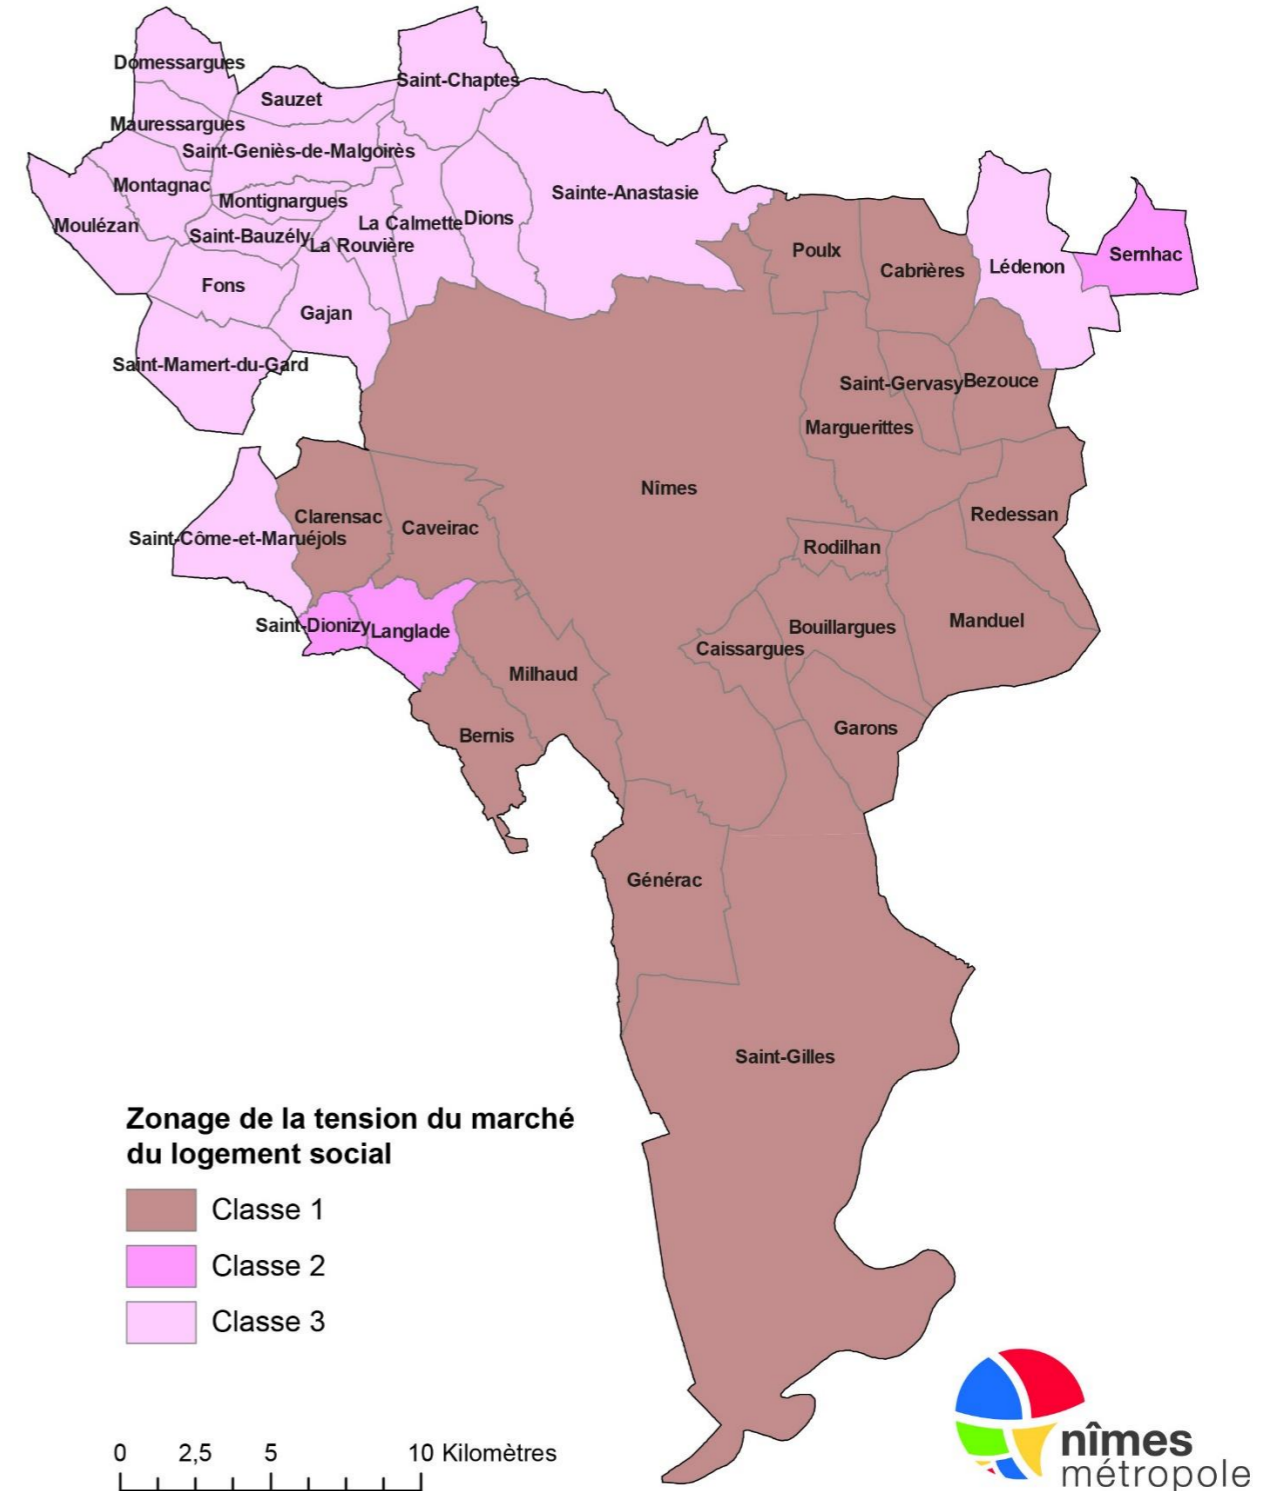 Domessargues
Saint-Chaptes
Sauzet
Mauressargues
Saint-Geniès-de-Malgoirès
Montagnac
Sainte-Anastasie
Montignargues
Moulézan
La Calmette
Dions
Saint-Bauzély
La Rouvière
Poulx
Cabrières
Lédenon
Sernhac
Fons
Gajan
Saint-Mamert-du-Gard
Saint-Gervasy
Bezouce
Marguerittes
Nîmes
Clarensac
Caveirac
Redessan
Saint-Côme-et-Maruéjols
Rodilhan
Saint-Dionizy
Langlade
Bouillargues
Manduel
Caissargues
Milhaud
Bernis
Garons
Générac
Saint-Gilles
Zonage de la tension du marché
du logement social
Classe 1
Classe 2
Classe 3
0 2,5 5 10 Kilomètres
nîmes
métropole